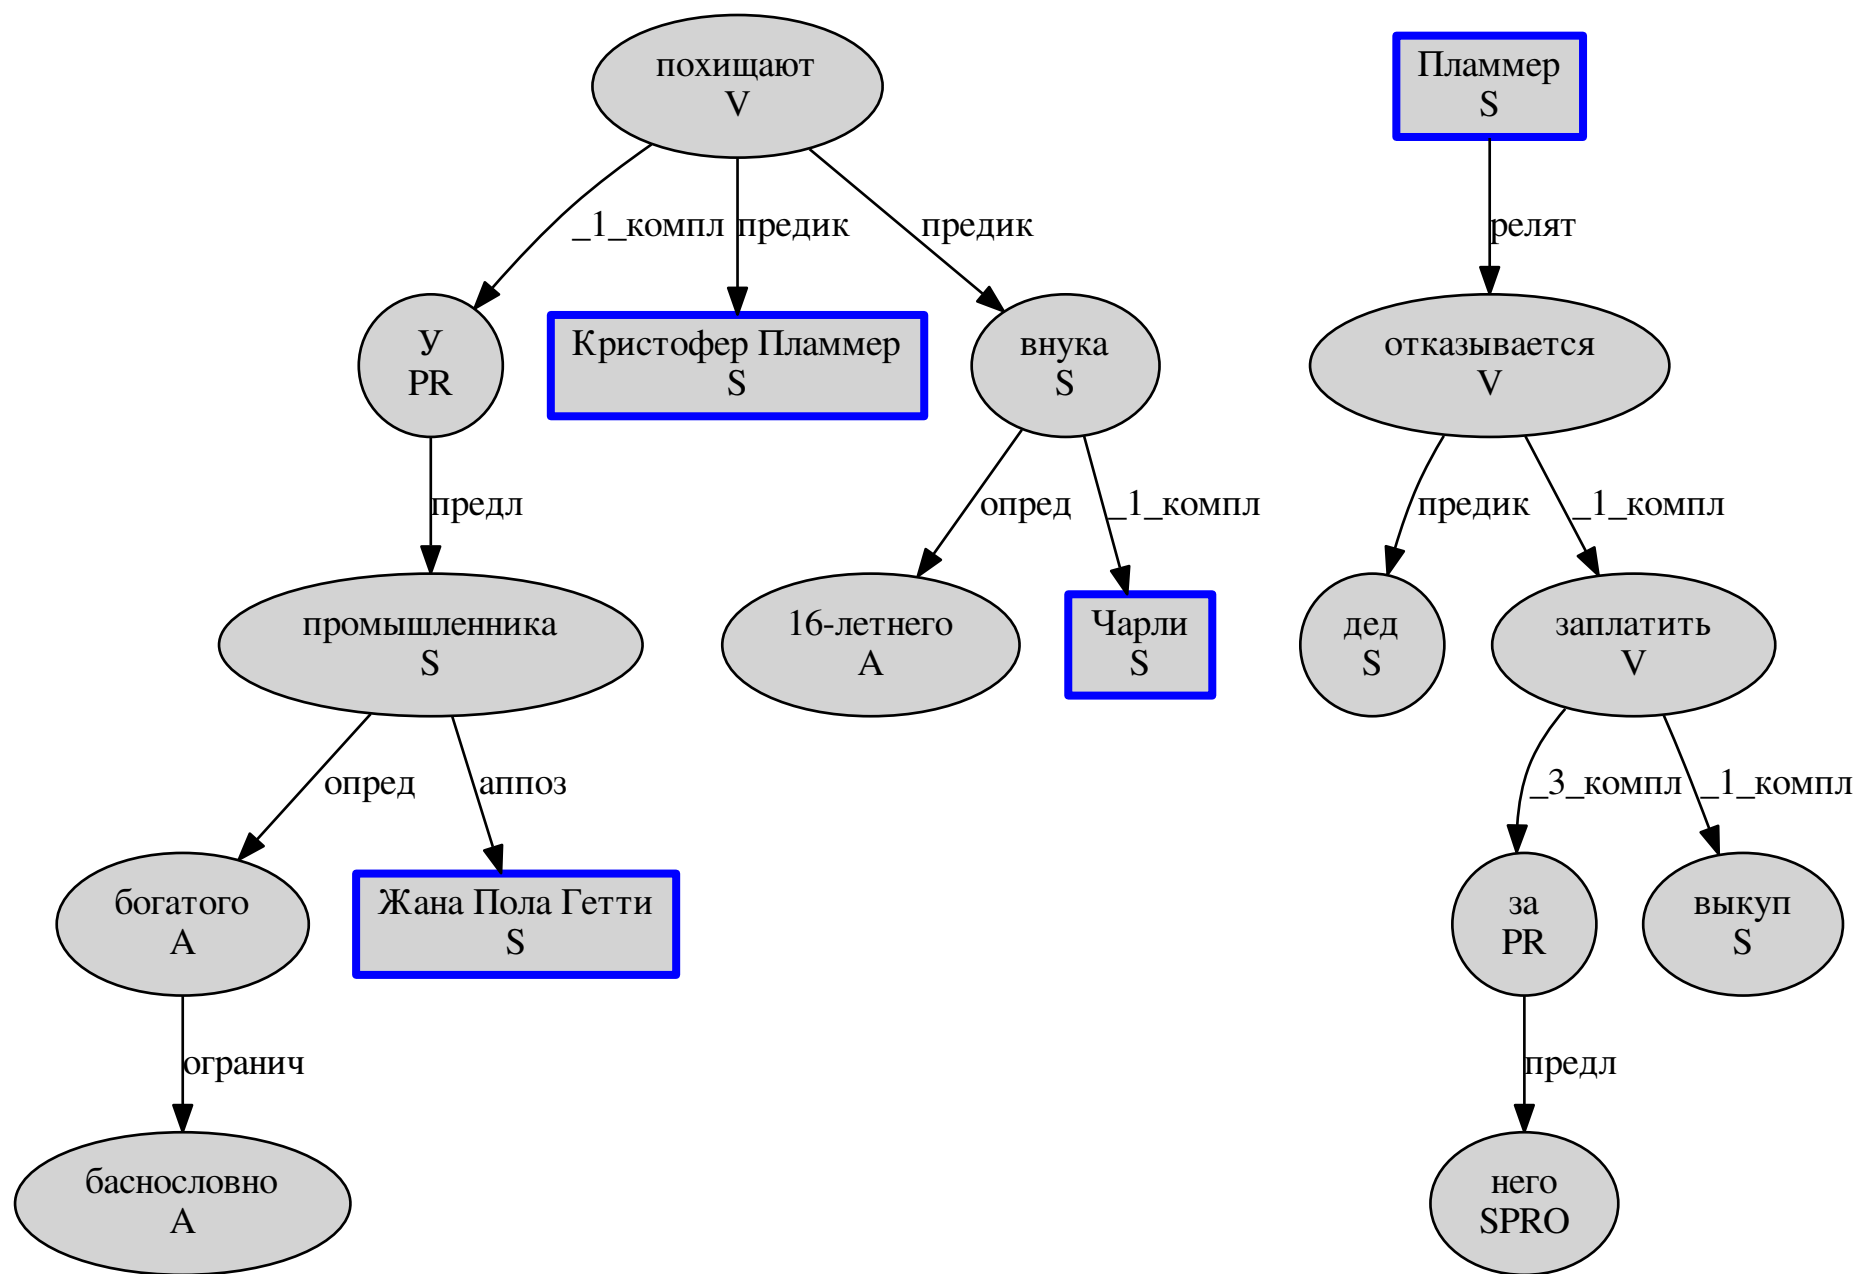 похищают
V
Пламмер
S
_1_компл
предик
предик
релят
У
PR
Кристофер Пламмер
S
внука
S
отказывается
V
предл
опред
_1_компл
предик
_1_компл
промышленника
S
16-летнего
A
Чарли
S
дед
S
заплатить
V
опред
аппоз
_3_компл
_1_компл
богатого
A
Жана Пола Гетти
S
за
PR
выкуп
S
огранич
предл
баснословно
A
него
SPRO